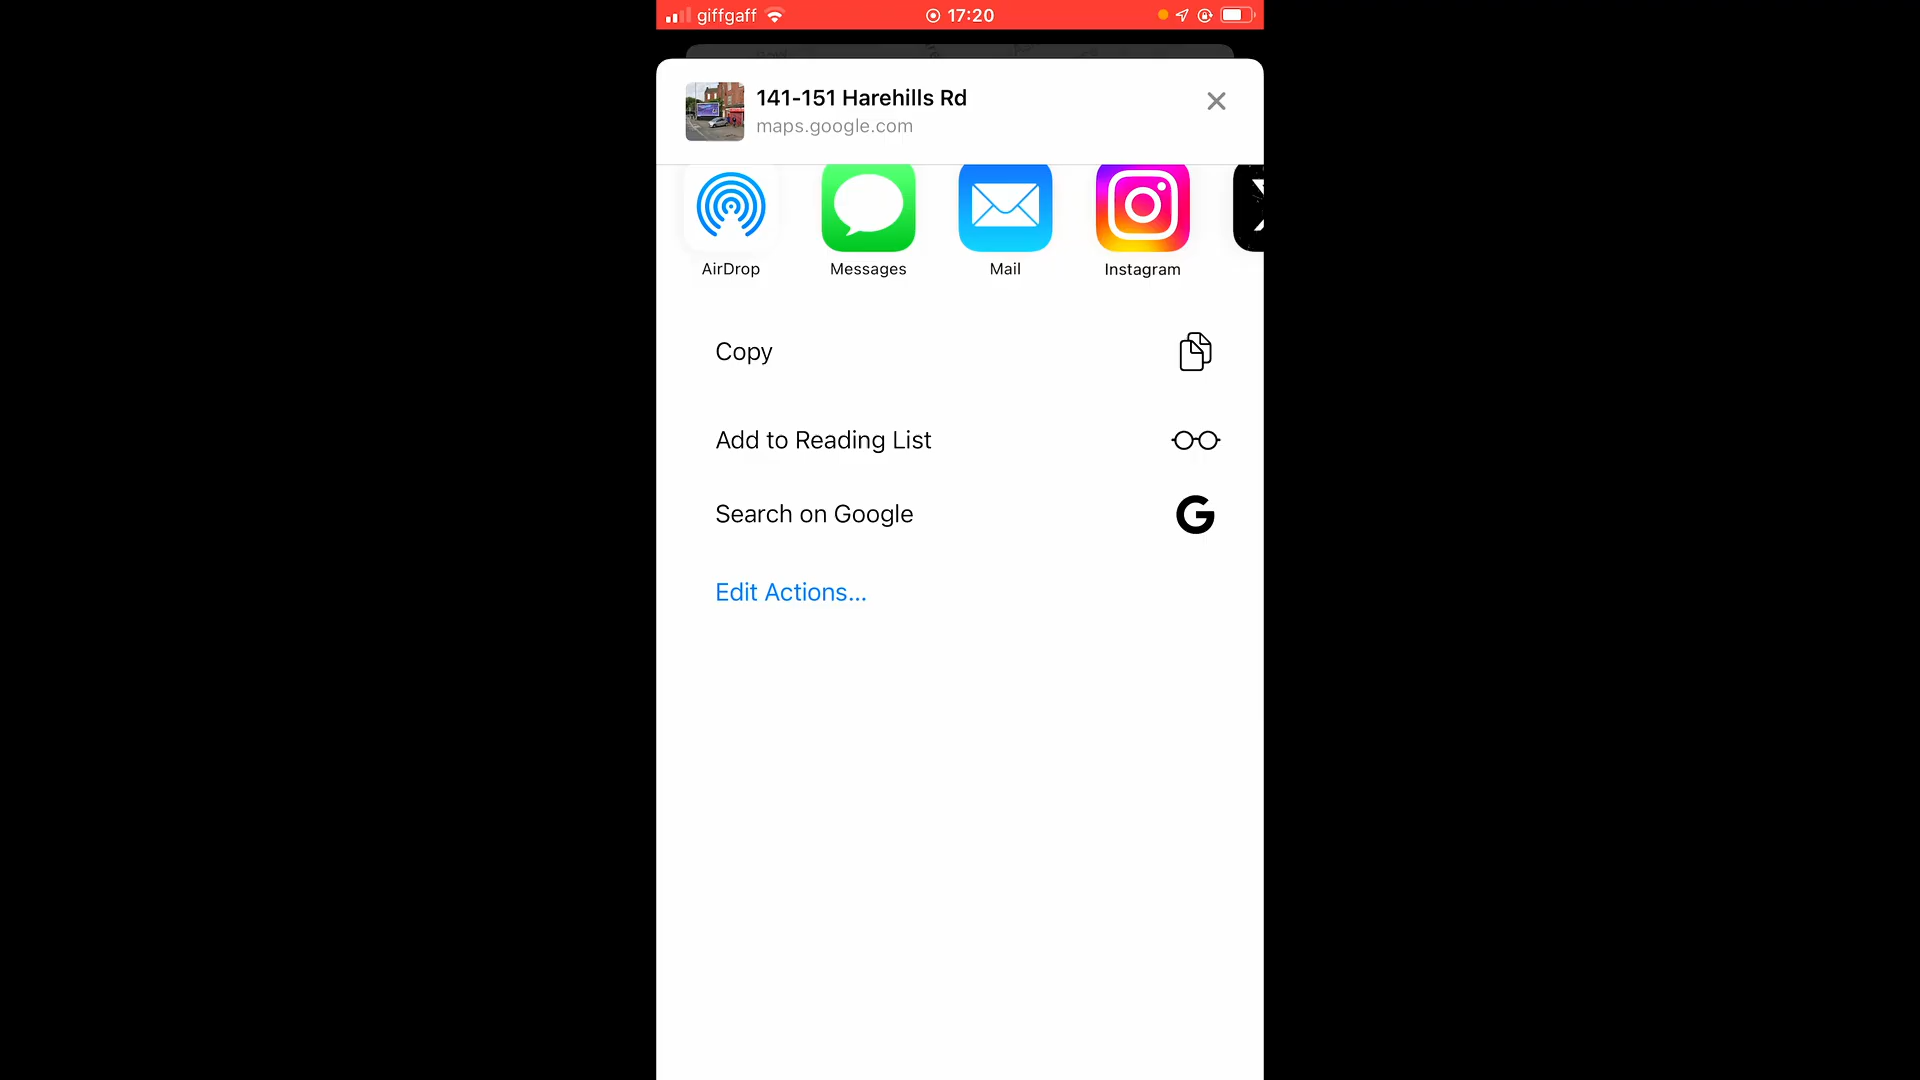 giffgaff 17:20
141-151 Harehills Rd
maps.google.com
AirDrop Messages Mail Instagram
Copy
Add to Reading List
Search on Google
Edit Actions...